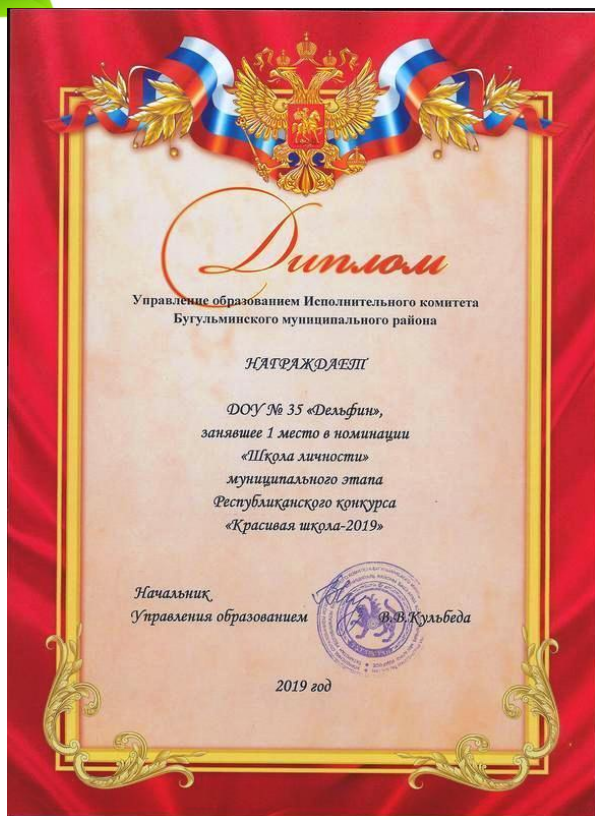 Диплом
Управление образованием Исполнительного комитета
Бугульминского муниципального района
НАГРАЖДАЕТ
ДОУ № 35 «Дельфин»,
занявшее 1 место в номинации
«Школа личности»
муниципального этапа
Республиканского конкурса
«Красивая школа-2019»
Начальник
Управления образованием В.В.Кульбеда
2019 год